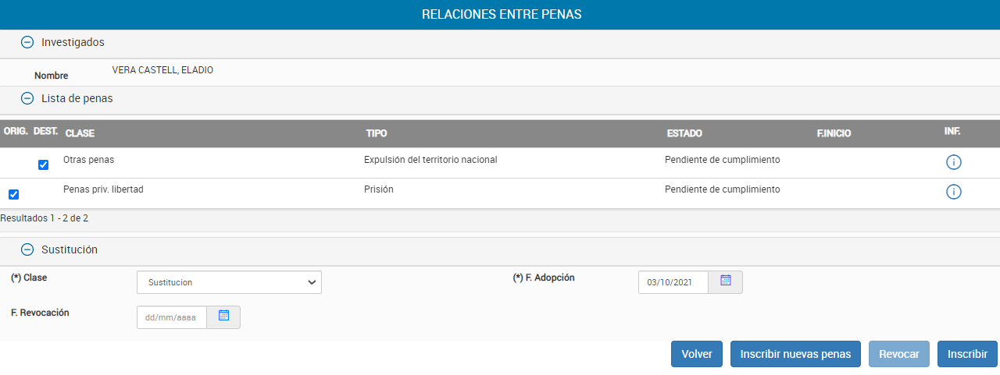 RELACIONES ENTRE PENAS
Investigados
Nombre VERA CASTELL, ELADIO
Lista de penas
ORIG. DEST. CLASE TIPO ESTADO F.INICIO INF.
Otras penas Expulsión del territorio nacional Pendiente de cumplimiento
Penas priv. libertad Prisión Pendiente de cumplimiento
Resultados 1 - 2 de 2
Sustitución
(*) Clase Sustitucion (*) F. Adopción 03/10/2021
F. Revocación dd/mm/aaaa
Volver Inscribir nuevas penas Revocar Inscribir